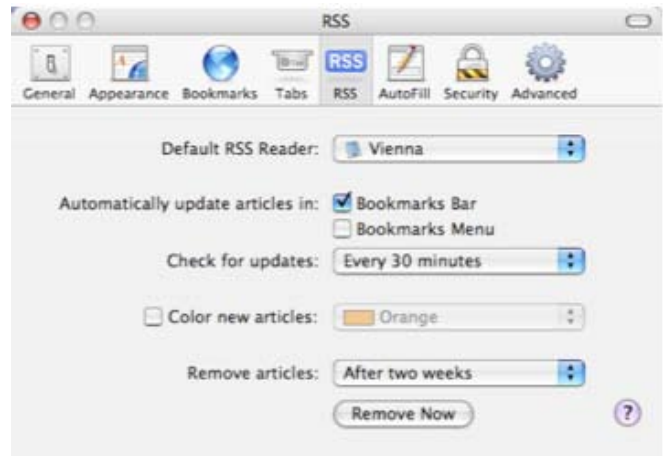 RSS
RSS
General Appearance Bookmarks Tabs RSS AutoFill Security Advanced
Default RSS Reader: Vienna
Automatically update articles in: Bookmarks Bar
Bookmarks Menu
Check for updates: Every 30 minutes
Color new articles: Orange
Remove articles: After two weeks
Remove Now ?